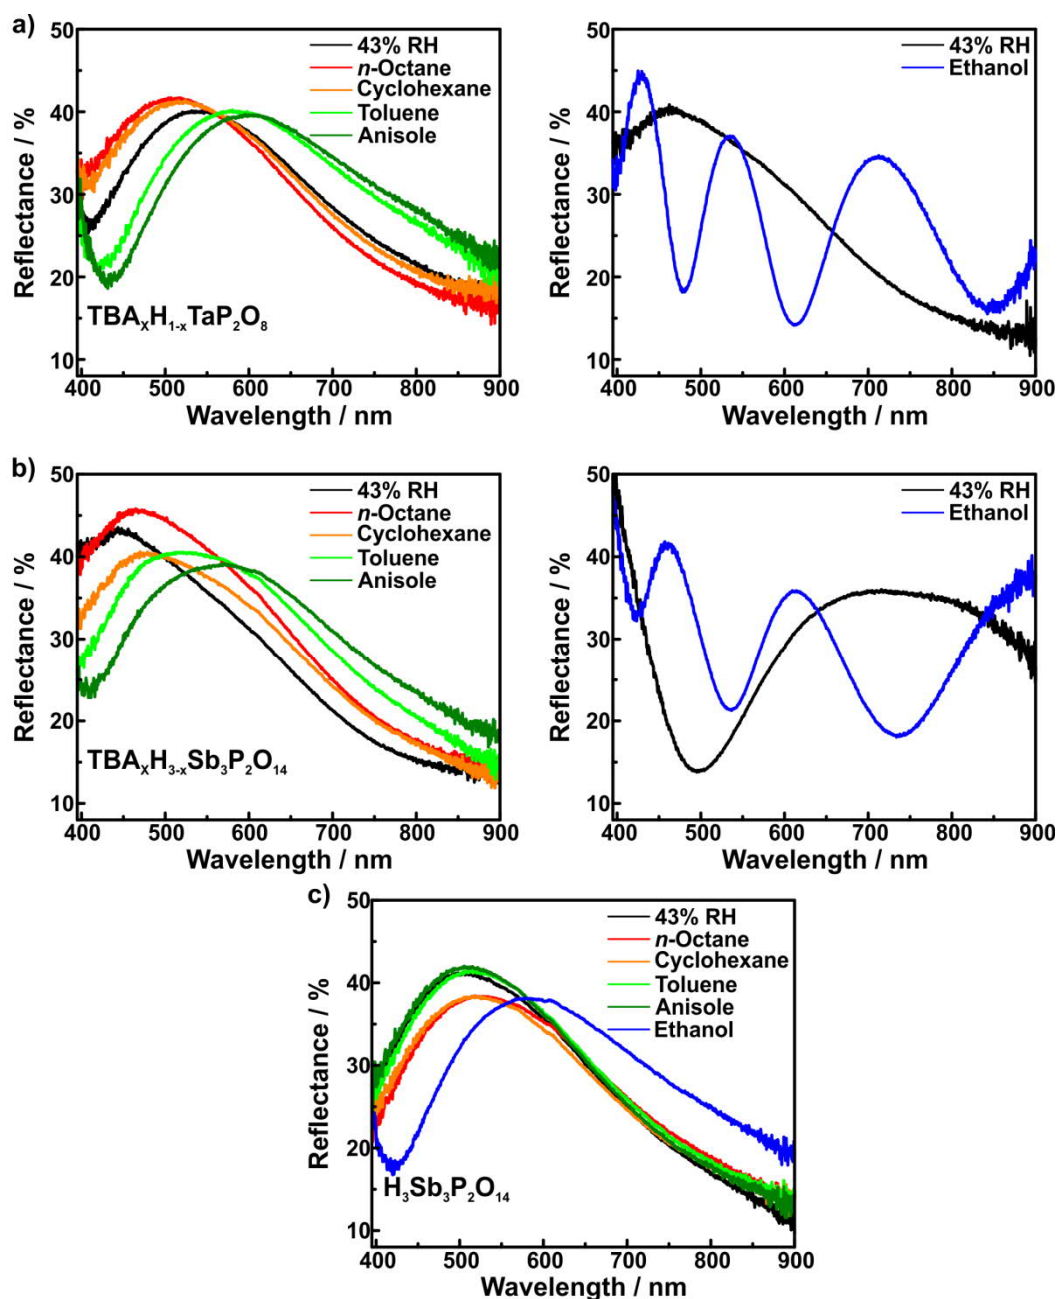 a)
50
40
30
20
10
Reflectance / %
43% RH
n-Octane
Cyclohexane
Toluene
Anisole
TBAₓH₁₋ₓTaP₂O₈
400 500 600 700 800 900
Wavelength / nm
50
40
30
20
10
Reflectance / %
43% RH
Ethanol
400 500 600 700 800 900
Wavelength / nm
b)
50
40
30
20
10
Reflectance / %
43% RH
n-Octane
Cyclohexane
Toluene
Anisole
TBAₓH₃₋ₓSb₃P₂O₁₄
400 500 600 700 800 900
Wavelength / nm
50
40
30
20
10
Reflectance / %
43% RH
Ethanol
400 500 600 700 800 900
Wavelength / nm
c)
50
40
30
20
10
Reflectance / %
43% RH
n-Octane
Cyclohexane
Toluene
Anisole
Ethanol
H₃Sb₃P₂O₁₄
400 500 600 700 800 900
Wavelength / nm